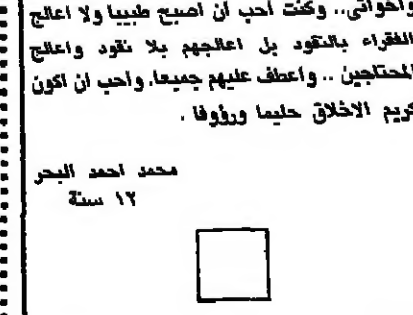 واخواتى.. وكنت احب ان اصبح طبيبا ولا اعالج
الفقراء بالنقود بل اعالجهم بلا نقود واعالج
المحتاجين .. واعطف عليهم جميعا. واحب ان اكون
كريم الاخلاق حليما ورؤوفا .
محمد احمد البحر
١٢ سنة